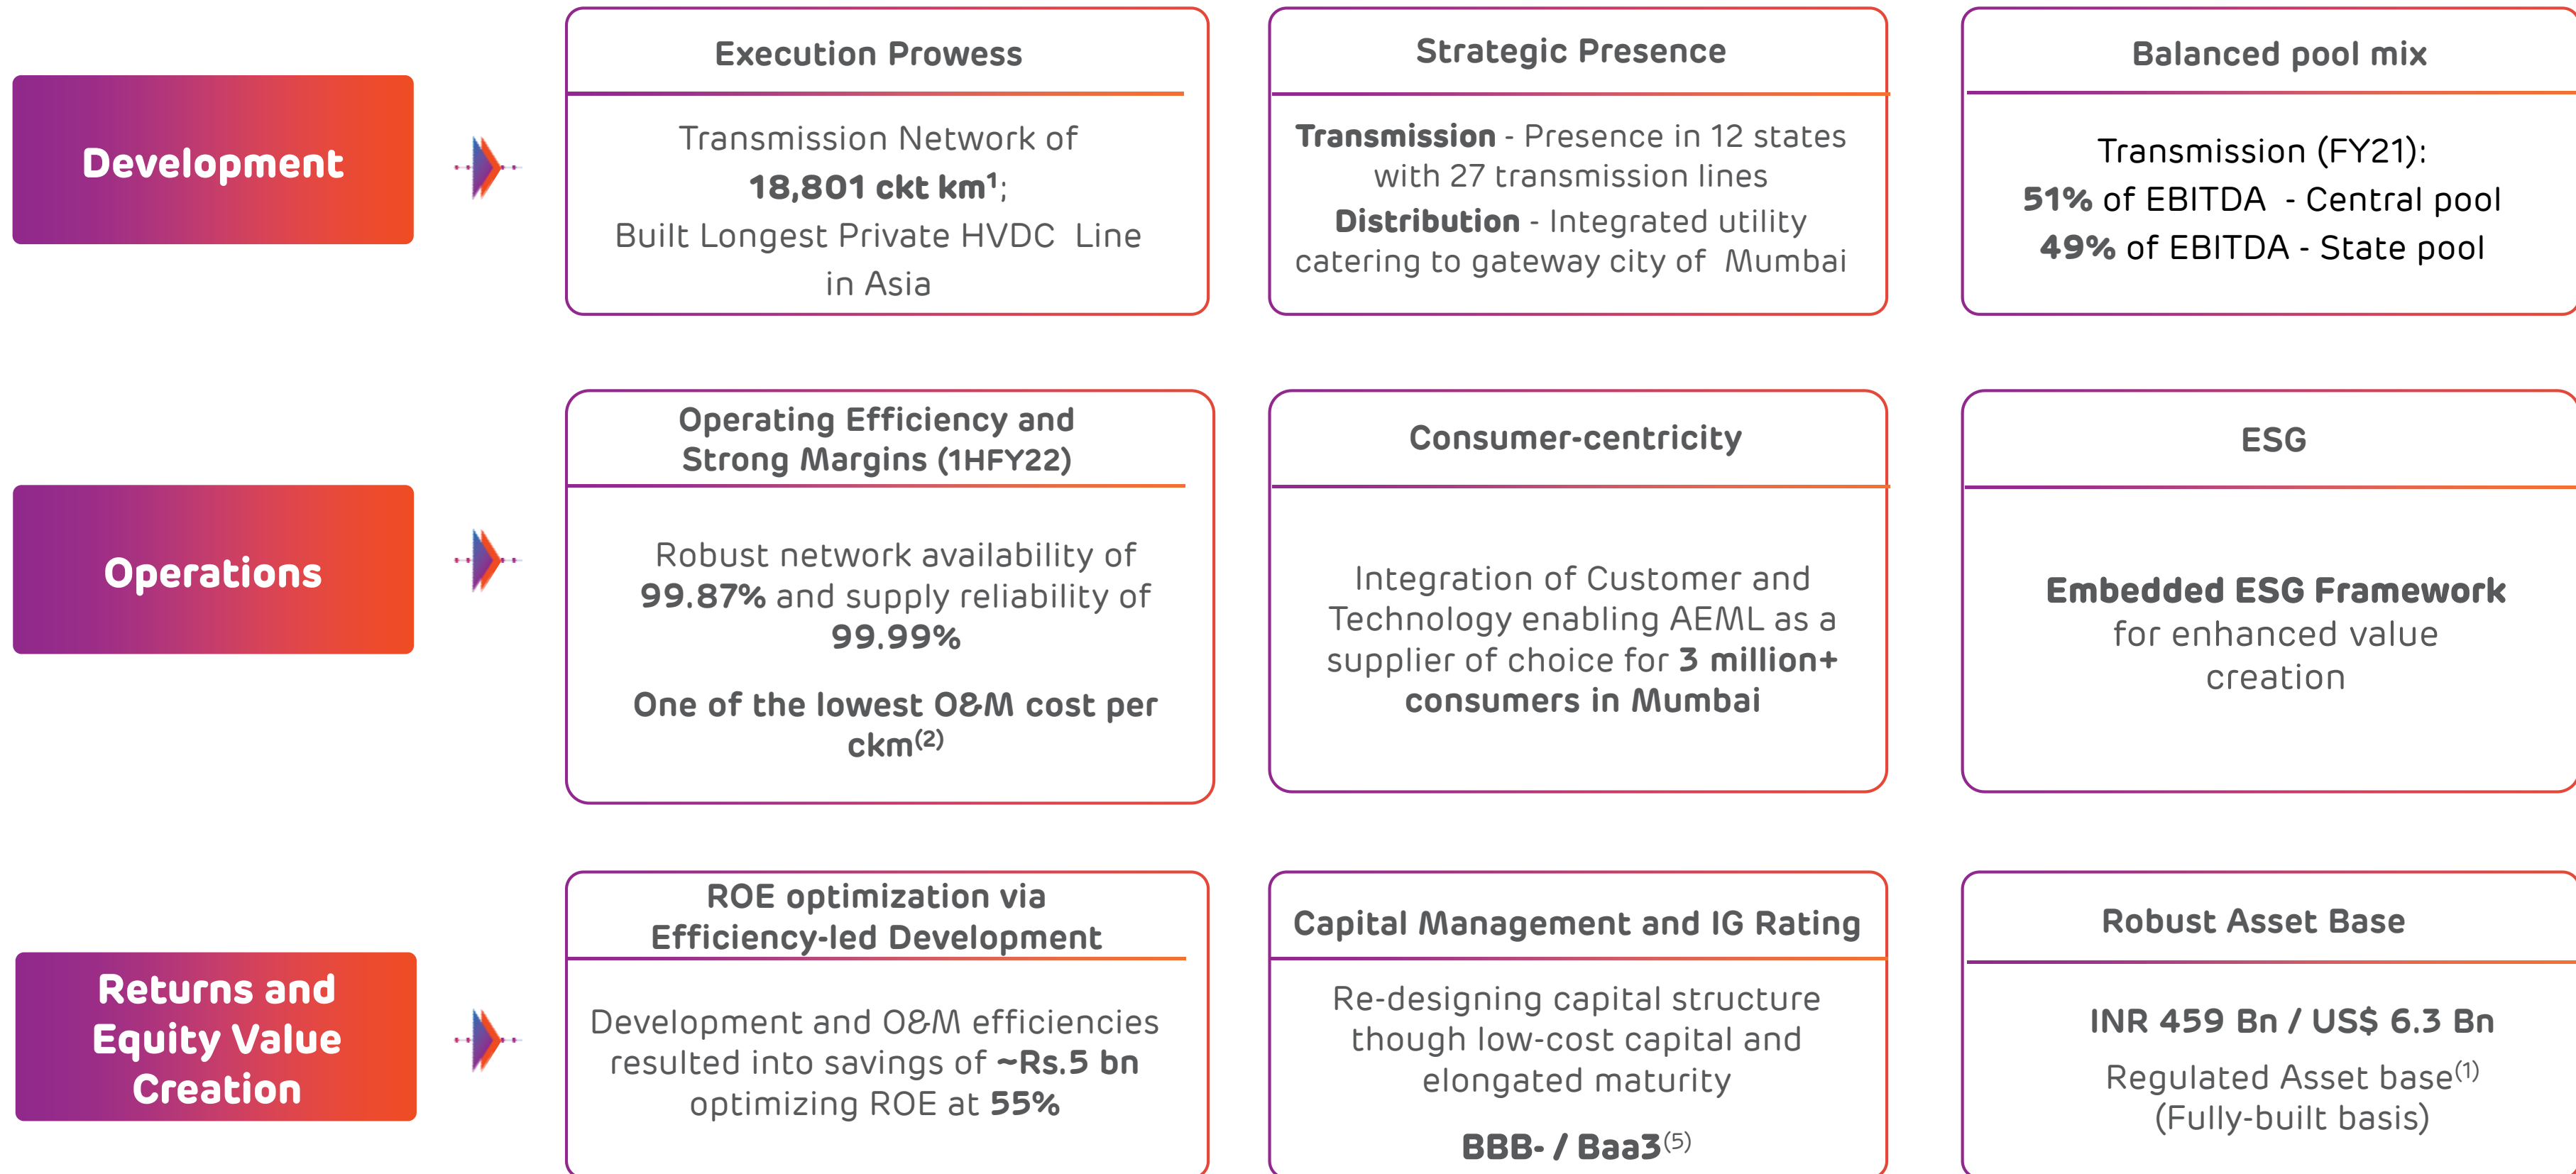 Development
Execution Prowess
Transmission Network of
18,801 ckt km¹;
Built Longest Private HVDC Line
in Asia
Strategic Presence
Transmission - Presence in 12 states
with 27 transmission lines
Distribution - Integrated utility
catering to gateway city of Mumbai
Balanced pool mix
Transmission (FY21):
51% of EBITDA - Central pool
49% of EBITDA - State pool
Operations
Operating Efficiency and
Strong Margins (1HFY22)
Robust network availability of
99.87% and supply reliability of
99.99%
One of the lowest O&M cost per
ckm(2)
Consumer-centricity
Integration of Customer and
Technology enabling AEML as a
supplier of choice for 3 million+
consumers in Mumbai
ESG
Embedded ESG Framework
for enhanced value
creation
Returns and
Equity Value
Creation
ROE optimization via
Efficiency-led Development
Development and O&M efficiencies
resulted into savings of ~Rs.5 bn
optimizing ROE at 55%
Capital Management and IG Rating
Re-designing capital structure
though low-cost capital and
elongated maturity
BBB- / Baa3(5)
Robust Asset Base
INR 459 Bn / US$ 6.3 Bn
Regulated Asset base(1)
(Fully-built basis)